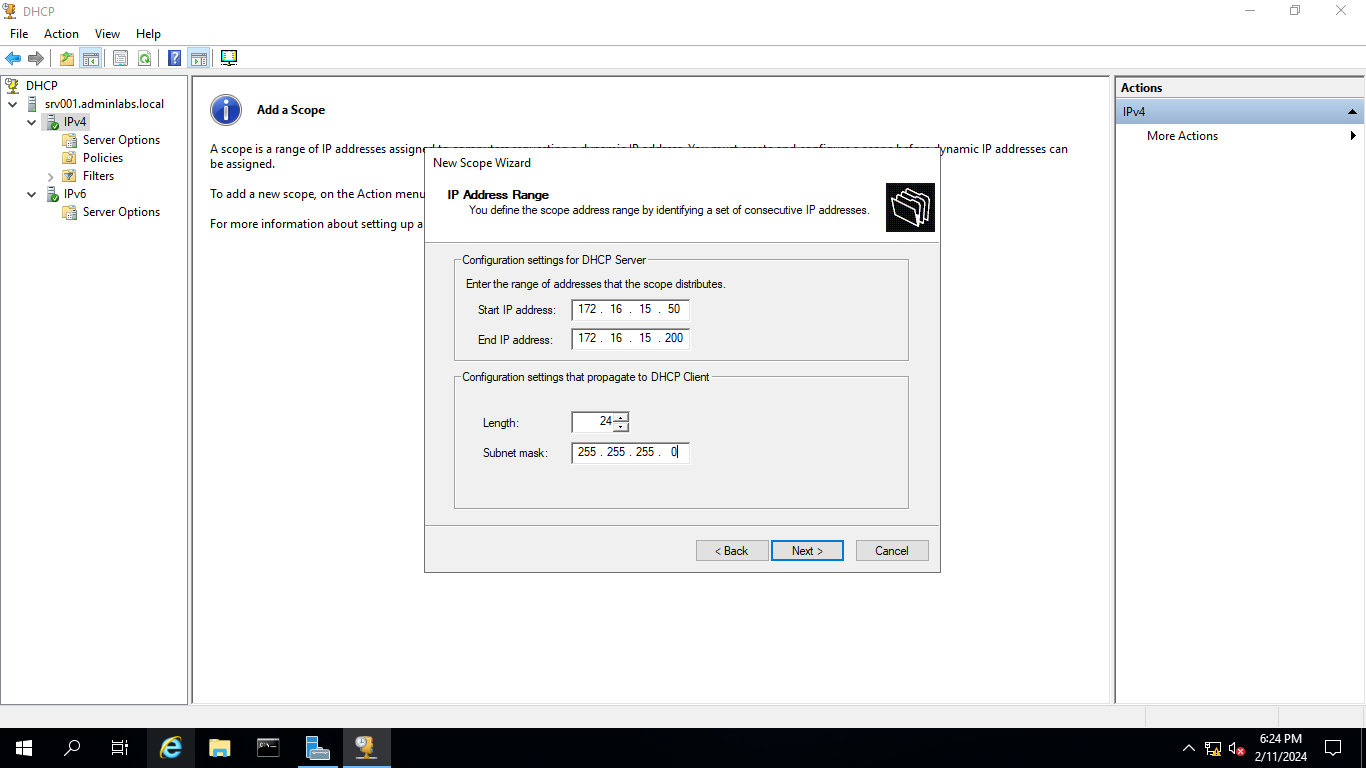 DHCP
File Action View Help
DHCP
srv001.adminlabs.local
IPv4
Server Options
Policies
Filters
IPv6
Server Options
Add a Scope
A scope is a range of IP addresses assigned
dynamic IP addresses can
be assigned.
To add a new scope, on the Action menu
For more information about setting up a
New Scope Wizard
IP Address Range
You define the scope address range by identifying a set of consecutive IP addresses.
Configuration settings for DHCP Server
Enter the range of addresses that the scope distributes.
Start IP address: 172 . 16 . 15 . 50
End IP address: 172 . 16 . 15 . 200
Configuration settings that propagate to DHCP Client
Length: 24
Subnet mask: 255 . 255 . 255 . 0
< Back Next > Cancel
Actions
IPv4
More Actions
6:24 PM
2/11/2024